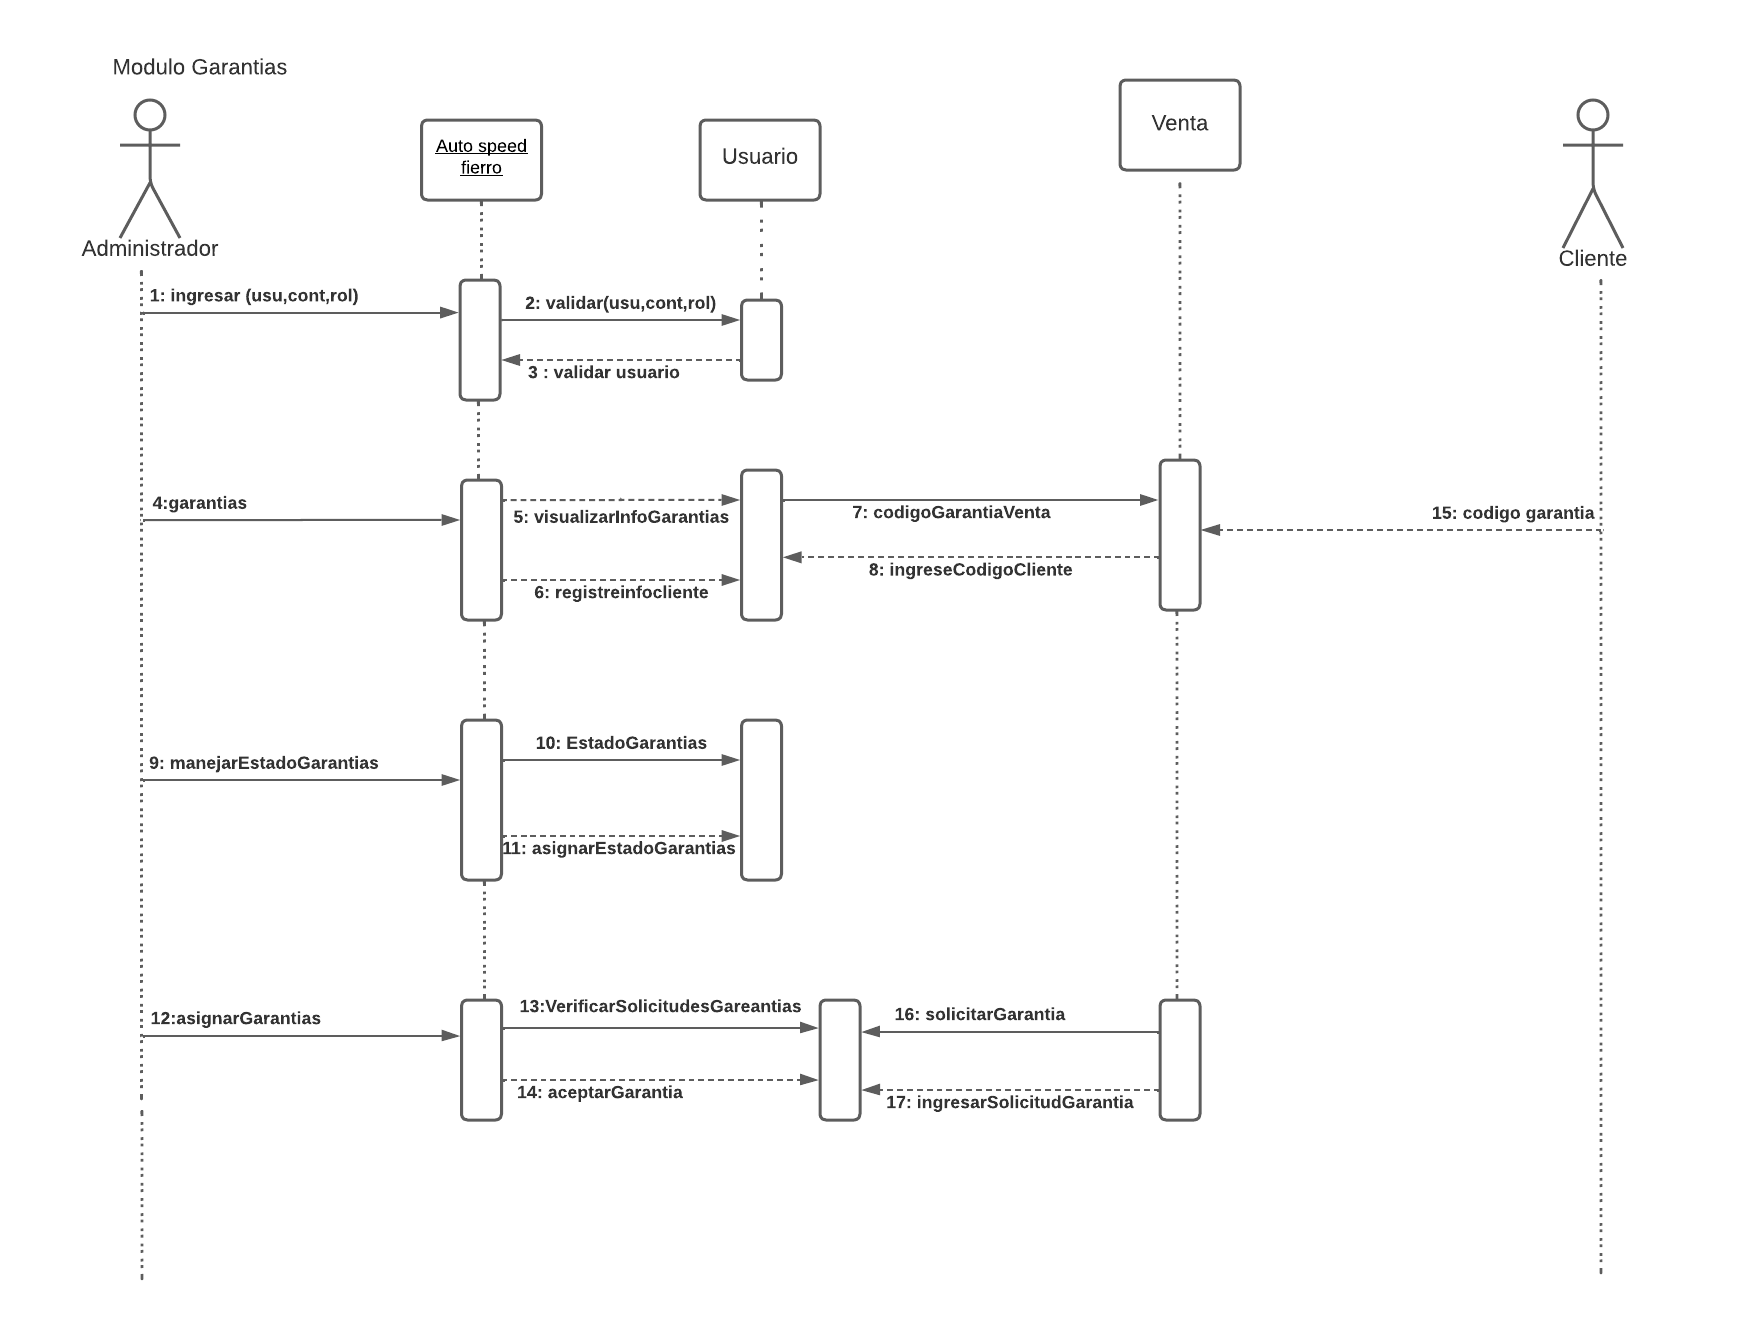 Modulo Garantias
Administrador
Auto speed
fierro
Usuario
Venta
Cliente
1: ingresar (usu,cont,rol)
2: validar(usu,cont,rol)
3 : validar usuario
4:garantias
5: visualizarInfoGarantias
6: registreinfocliente
7: codigoGarantiaVenta
8: ingreseCodigoCliente
15: codigo garantia
9: manejarEstadoGarantias
10: EstadoGarantias
11: asignarEstadoGarantias
12:asignarGarantias
13:VerificarSolicitudesGareantias
14: aceptarGarantia
16: solicitarGarantia
17: ingresarSolicitudGarantia